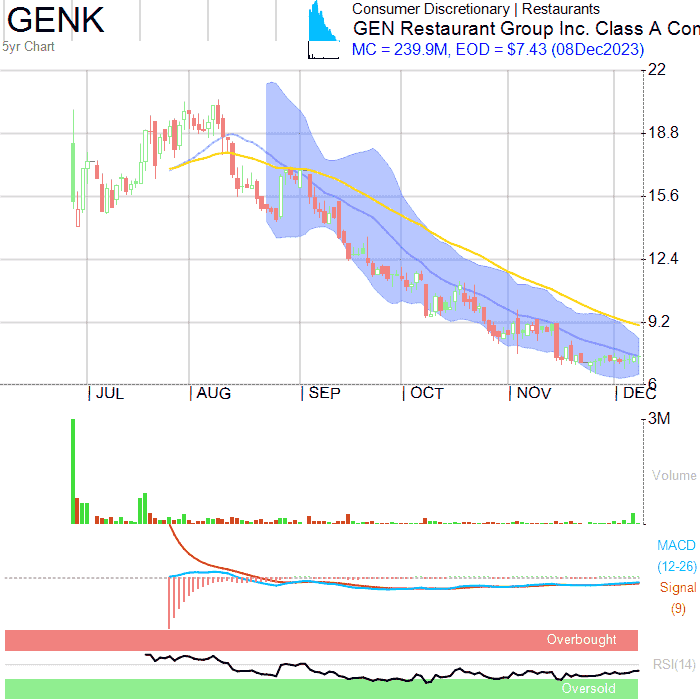 GENK
5yr Chart
Consumer Discretionary | Restaurants
GEN Restaurant Group Inc. Class A Con
MC = 239.9M, EOD = $7.43 (08Dec2023)
22
18.8
15.6
12.4
9.2
6
JUL AUG SEP OCT NOV DEC
3M
Volume
MACD
(12-26)
Signal
(9)
Overbought
RSI(14)
Oversold